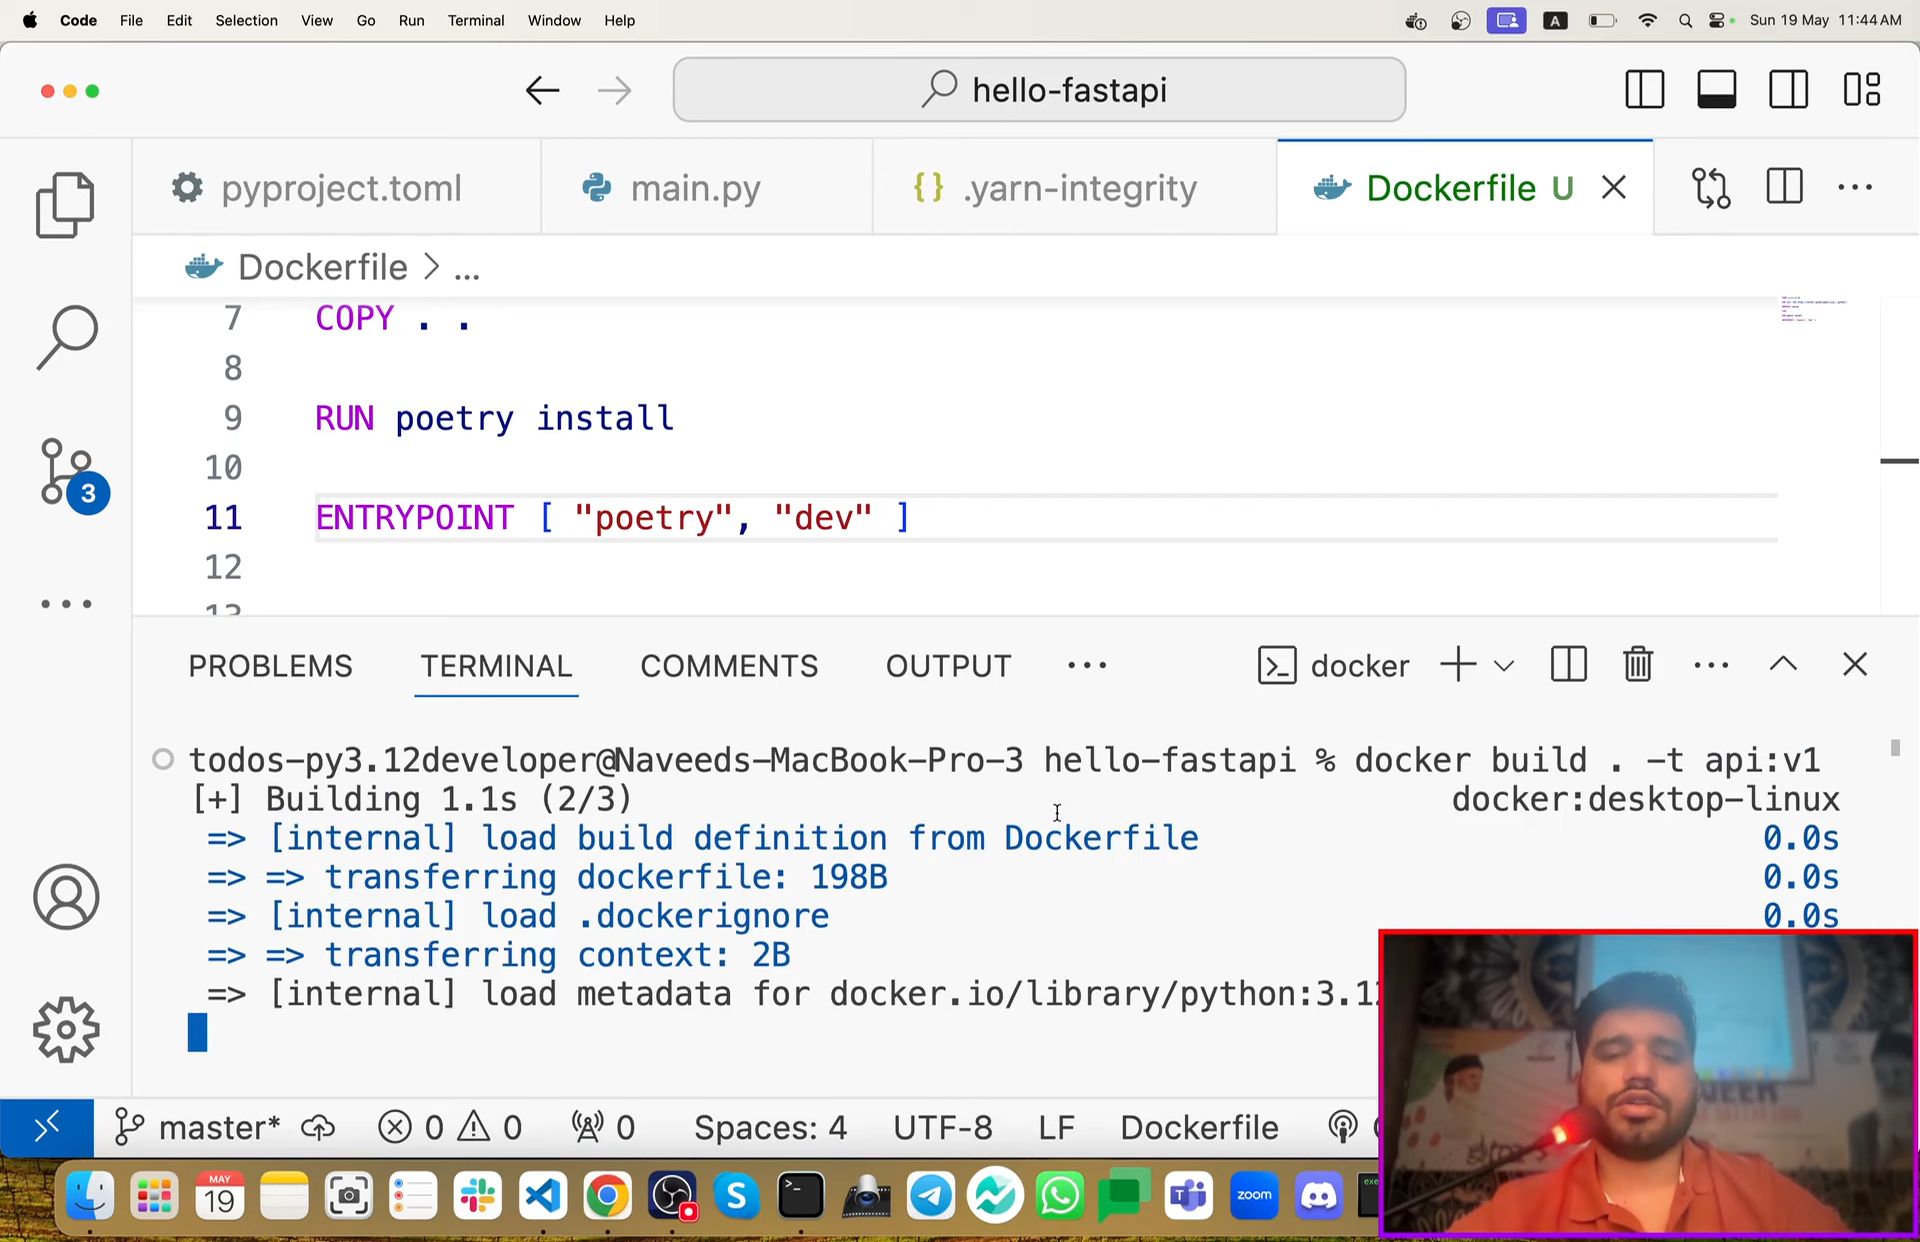 Code File Edit Selection View Go Run Terminal Window Help A Sun 19 May 11:44 AM
hello-fastapi
pyproject.toml main.py {} .yarn-integrity Dockerfile U
Dockerfile > ...
7 COPY . .
8
9 RUN poetry install
10
11 ENTRYPOINT [ "poetry", "dev" ]
12
13
3
PROBLEMS TERMINAL COMMENTS OUTPUT docker
todos-py3.12developer@Naveeds-MacBook-Pro-3 hello-fastapi % docker build . -t api:v1
[+] Building 1.1s (2/3) docker:desktop-linux
=> [internal] load build definition from Dockerfile 0.0s
=> => transferring dockerfile: 198B 0.0s
=> [internal] load .dockerignore 0.0s
=> => transferring context: 2B
=> [internal] load metadata for docker.io/library/python:3.12
master* 0 0 0 Spaces: 4 UTF-8 LF Dockerfile
MAY
19
S
zoom
exe